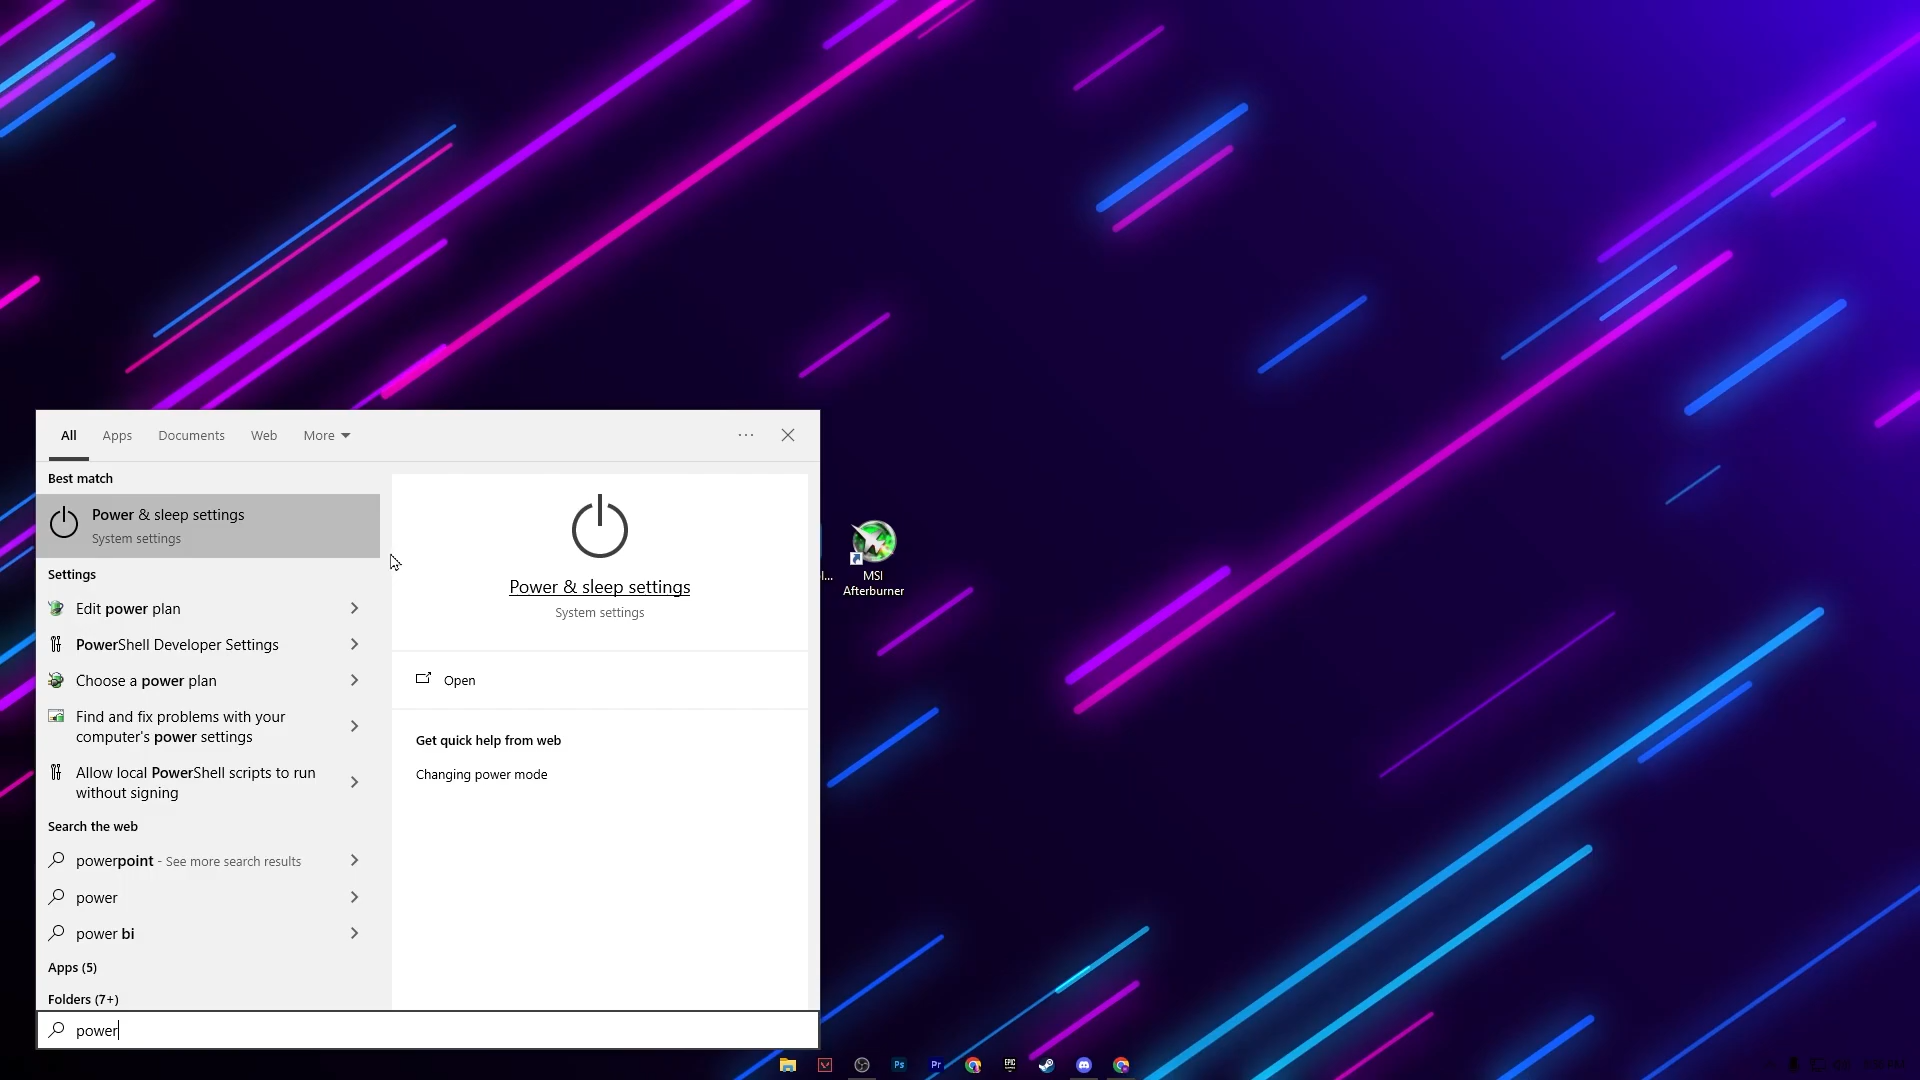 All Apps Documents Web More
Best match
Power & sleep settings
System settings
Settings
Edit power plan
PowerShell Developer Settings
Choose a power plan
Find and fix problems with your
computer's power settings
Allow local PowerShell scripts to run
without signing
Search the web
powerpoint - See more search results
power
power bi
Apps (5)
Folders (7+)
power
Power & sleep settings
System settings
Open
Get quick help from web
Changing power mode
MSI
Afterburner
Ps
Pr
EPIC